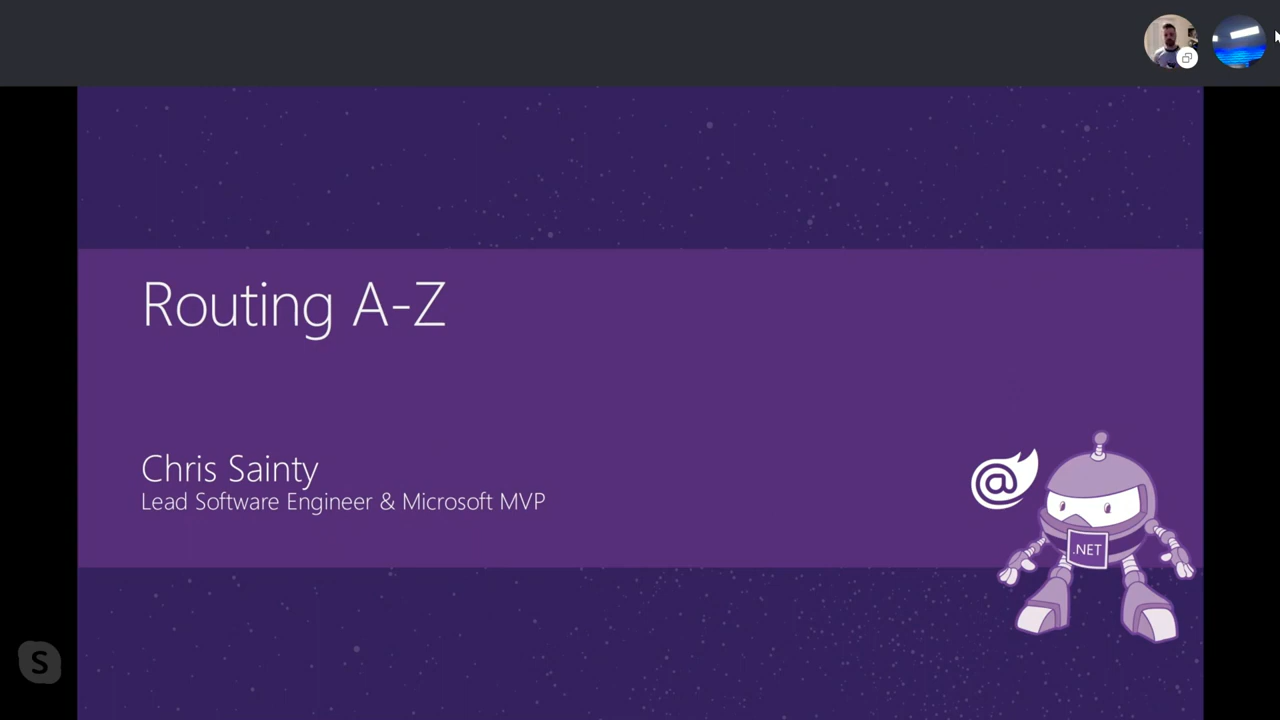 Routing A-Z
Chris Sainty
Lead Software Engineer & Microsoft MVP
@
.NET
S